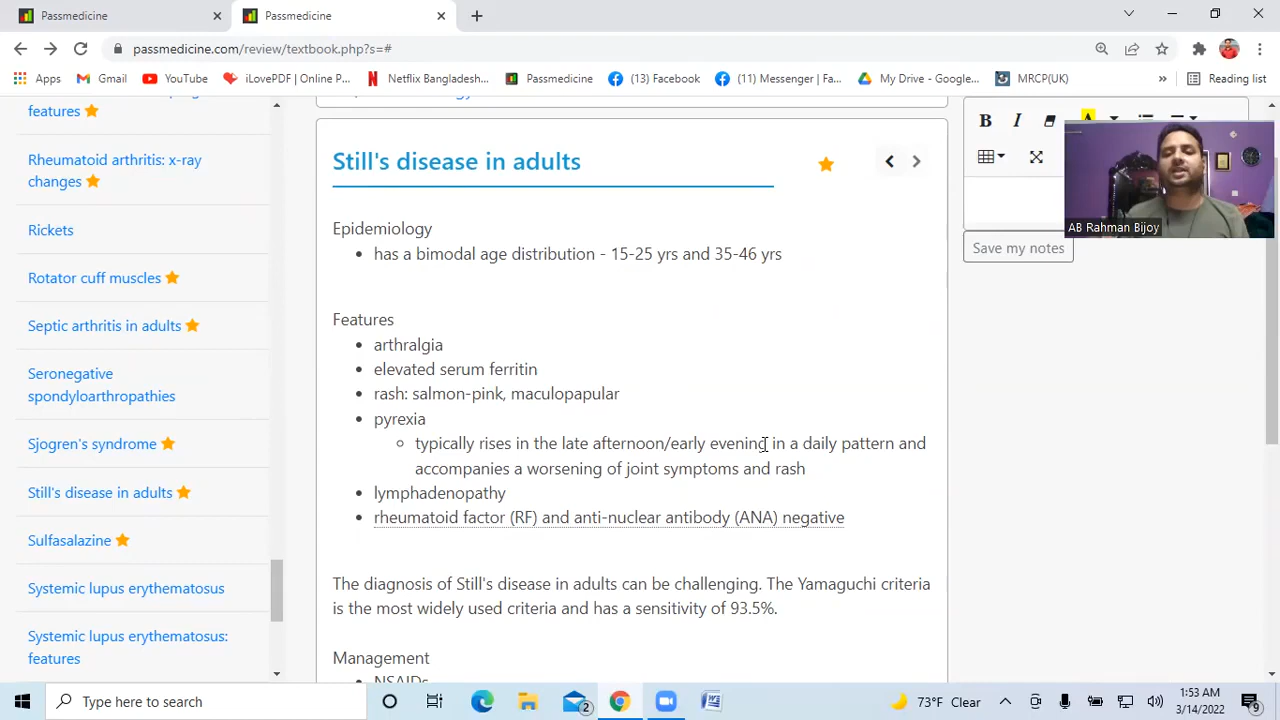 Passmedicine
Passmedicine
passmedicine.com/review/textbook.php?s=#
Apps
Gmail
YouTube
iLovePDF | Online P...
Netflix Bangladesh...
Passmedicine
(13) Facebook
(11) Messenger | Fa...
My Drive - Google...
MRCP(UK)
»
Reading list
features
Rheumatoid arthritis: x-ray
changes
Rickets
Rotator cuff muscles
Septic arthritis in adults
Seronegative
spondyloarthropathies
Sjogren's syndrome
Still's disease in adults
Sulfasalazine
Systemic lupus erythematosus
Systemic lupus erythematosus:
features
Still's disease in adults
Epidemiology
• has a bimodal age distribution - 15-25 yrs and 35-46 yrs
Features
• arthralgia
• elevated serum ferritin
• rash: salmon-pink, maculopapular
• pyrexia
◦ typically rises in the late afternoon/early evening in a daily pattern and
accompanies a worsening of joint symptoms and rash
• lymphadenopathy
• rheumatoid factor (RF) and anti-nuclear antibody (ANA) negative
The diagnosis of Still's disease in adults can be challenging. The Yamaguchi criteria
is the most widely used criteria and has a sensitivity of 93.5%.
Management
• NSAIDs
B I A
AB Rahman Bijoy
Save my notes
Type here to search
2
73°F Clear
1:53 AM
3/14/2022
9